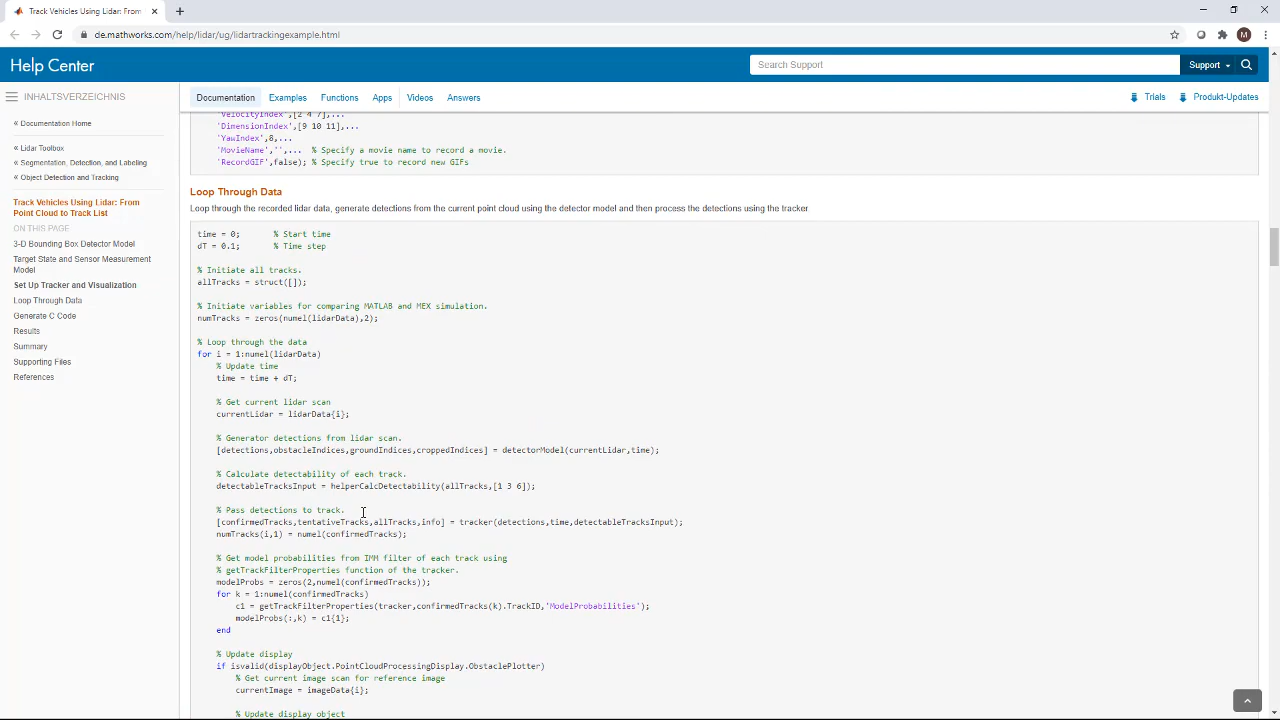 Track Vehicles Using Lidar: From
de.mathworks.com/help/lidar/ug/lidartrackingexample.html
M
Help Center
Search Support
Support
INHALTSVERZEICHNIS
Documentation
Examples
Functions
Apps
Videos
Answers
Trials
Produkt-Updates
« Documentation Home
« Lidar Toolbox
« Segmentation, Detection, and Labeling
« Object Detection and Tracking
Track Vehicles Using Lidar: From
Point Cloud to Track List
ON THIS PAGE
3-D Bounding Box Detector Model
Target State and Sensor Measurement
Model
Set Up Tracker and Visualization
Loop Through Data
Generate C Code
Results
Summary
Supporting Files
References
'VelocityIndex',[2 4 7],...
'DimensionIndex',[9 10 11],...
'YawIndex',8,...
'MovieName','',... % Specify a movie name to record a movie.
'RecordGIF',false); % Specify true to record new GIFs
Loop Through Data
Loop through the recorded lidar data, generate detections from the current point cloud using the detector model and then process the detections using the tracker
time = 0; % Start time
dT = 0.1; % Time step
% Initiate all tracks.
allTracks = struct([]);
% Initiate variables for comparing MATLAB and MEX simulation.
numTracks = zeros(numel(lidarData),2);
% Loop through the data
for i = 1:numel(lidarData)
% Update time
time = time + dT;
% Get current lidar scan
currentLidar = lidarData{i};
% Generator detections from lidar scan.
[detections,obstacleIndices,groundIndices,croppedIndices] = detectorModel(currentLidar,time);
% Calculate detectability of each track.
detectableTracksInput = helperCalcDetectability(allTracks,[1 3 6]);
% Pass detections to track.
[confirmedTracks,tentativeTracks,allTracks,info] = tracker(detections,time,detectableTracksInput);
numTracks(i,1) = numel(confirmedTracks);
% Get model probabilities from IMM filter of each track using
% getTrackFilterProperties function of the tracker.
modelProbs = zeros(2,numel(confirmedTracks));
for k = 1:numel(confirmedTracks)
c1 = getTrackFilterProperties(tracker,confirmedTracks(k).TrackID,'ModelProbabilities');
modelProbs(:,k) = c1{1};
end
% Update display
if isvalid(displayObject.PointCloudProcessingDisplay.ObstaclePlotter)
% Get current image scan for reference image
currentImage = imageData{i};
% Update display object